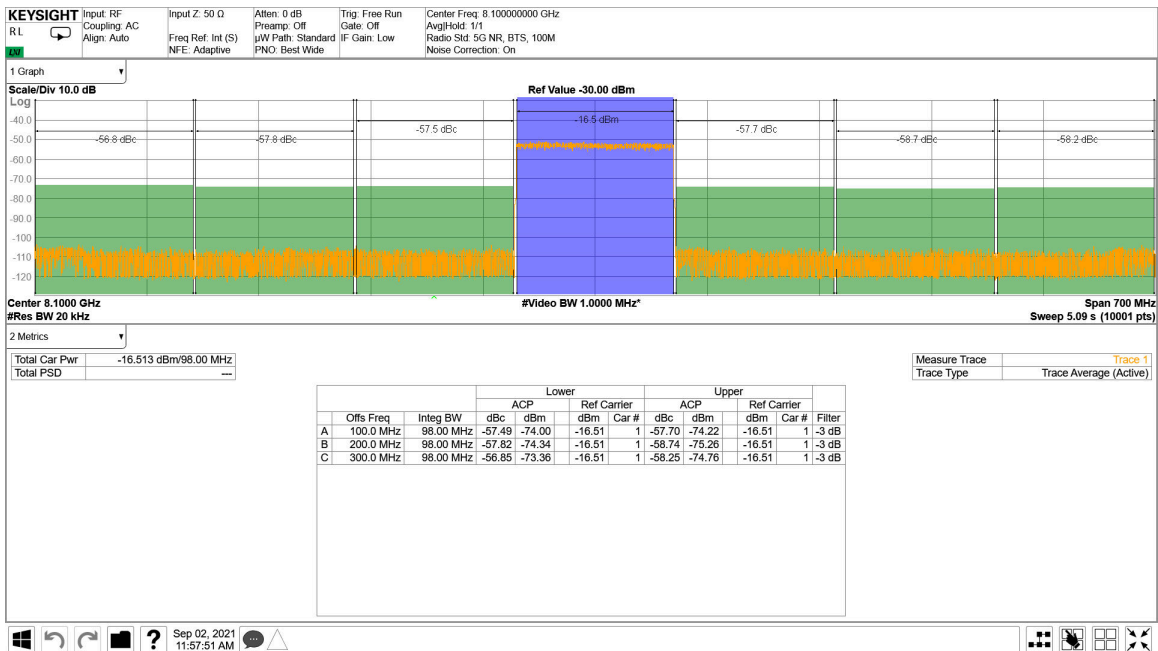 KEYSIGHT Input: RF Input Z: 50 Ω Atten: 0 dB Trig: Free Run Center Freq: 8.100000000 GHz
RL Coupling: AC Preamp: Off Gate: Off Avg|Hold: 1/1
Align: Auto Freq Ref: Int (S) µW Path: Standard IF Gain: Low Radio Std: 5G NR, BTS, 100M
LXI NFE: Adaptive PNO: Best Wide Noise Correction: On
1 Graph
Scale/Div 10.0 dB Ref Value -30.00 dBm
Log
-40.0 -16.5 dBm
-57.5 dBc -57.7 dBc
-50.0 -56.8 dBc -57.8 dBc -58.7 dBc -58.2 dBc
-60.0
-70.0
-80.0
-90.0
-100
-110
-120
Center 8.1000 GHz #Video BW 1.0000 MHz* Span 700 MHz
#Res BW 20 kHz Sweep 5.09 s (10001 pts)
2 Metrics
Total Car Pwr -16.513 dBm/98.00 MHz Measure Trace Trace 1
Total PSD --- Trace Type Trace Average (Active)
Lower Upper
ACP Ref Carrier ACP Ref Carrier
Offs Freq Integ BW dBc dBm dBm Car # dBc dBm dBm Car # Filter
A 100.0 MHz 98.00 MHz -57.49 -74.00 -16.51 1 -57.70 -74.22 -16.51 1 -3 dB
B 200.0 MHz 98.00 MHz -57.82 -74.34 -16.51 1 -58.74 -75.26 -16.51 1 -3 dB
C 300.0 MHz 98.00 MHz -56.85 -73.36 -16.51 1 -58.25 -74.76 -16.51 1 -3 dB
? Sep 02, 2021
11:57:51 AM